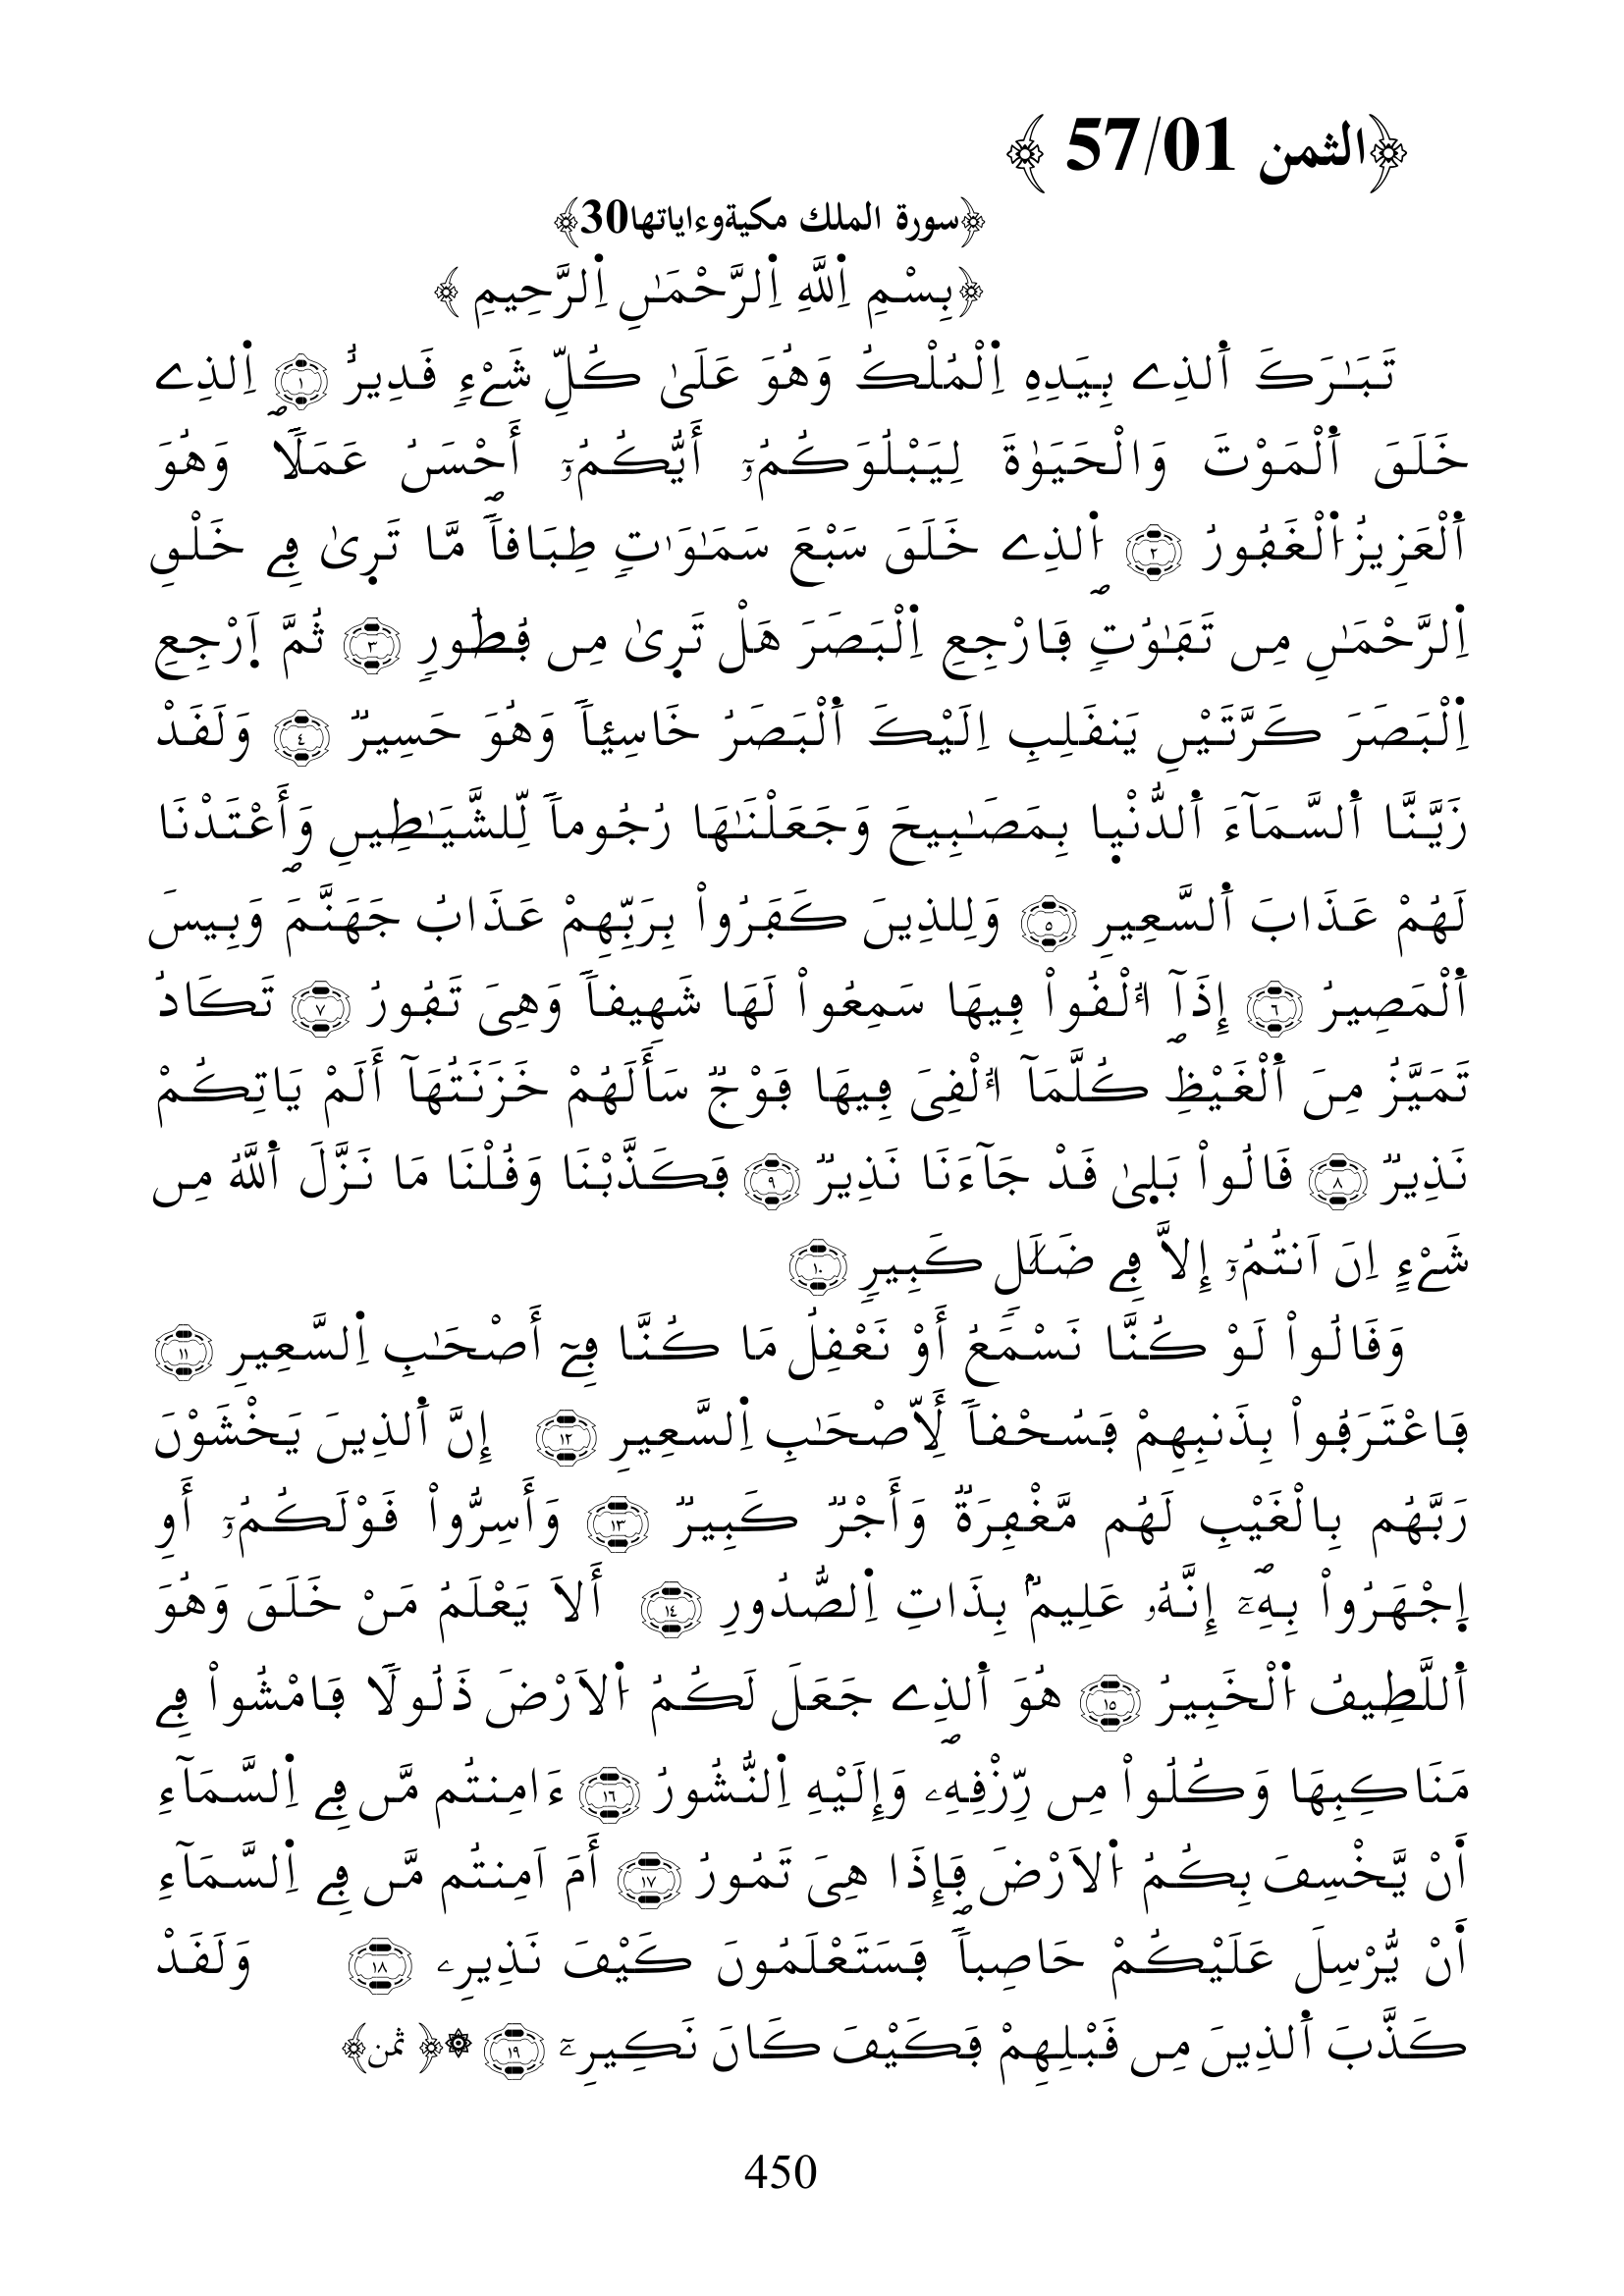 ﴿الثمن 57/01 ﴾
﴿سورة الملك مكيةوءاياتها30﴾
﴿بِسْمِ اِ۬للَّهِ اِ۬لرَّحْمَٰنِ اِ۬لرَّحِيمِ ﴾
تَبَٰرَكَ اَ۬لذِے بِيَدِهِ اِ۬لْمُلْكُ وَهُوَ عَلَىٰ كُلِّ شَےْءٖ قَدِيرٌ ١ اِ۬لذِے
خَلَقَ اَ۬لْمَوْتَ وَالْحَيَوٰةَ لِيَبْلُوَكُمُۥٓ أَيُّكُمُۥٓ أَحْسَنُ عَمَلاٗ وَهُوَ
اَ۬لْعَزِيزُ اُ۬لْغَفُورُ ٢ اُ۬لذِے خَلَقَ سَبْعَ سَمَٰوَٰتٖ طِبَاقاٗ مَّا تَرٜىٰ فِے خَلْقِ
اِ۬لرَّحْمَٰنِ مِن تَفَٰوُتٖ فَارْجِعِ اِ۬لْبَصَرَ هَلْ تَرٜىٰ مِن فُطُورٖ ٣ ثُمَّ اَ۪رْجِعِ
اِ۬لْبَصَرَ كَرَّتَيْنِ يَنقَلِبِ اِلَيْكَ اَ۬لْبَصَرُ خَاسِئاٗ وَهُوَ حَسِيرٞ ٤ وَلَقَدْ
زَيَّنَّا اَ۬لسَّمَآءَ اَ۬لدُّنْيٜا بِمَصَٰبِيحَ وَجَعَلْنَٰهَا رُجُوماٗ لِّلشَّيَٰطِينِ وَأَعْتَدْنَا
لَهُمْ عَذَابَ اَ۬لسَّعِيرِ ٥ وَلِلذِينَ كَفَرُواْ بِرَبِّهِمْ عَذَابُ جَهَنَّمَ وَبِيسَ
اَ۬لْمَصِيرُ ٦ إِذَآ أُلْقُواْ فِيهَا سَمِعُواْ لَهَا شَهِيقاٗ وَهِىَ تَفُورُ ٧ تَكَادُ
تَمَيَّزُ مِنَ اَ۬لْغَيْظِ كُلَّمَآ أُلْقِىَ فِيهَا فَوْجٞ سَأَلَهُمْ خَزَنَتُهَآ أَلَمْ يَاتِكُمْ
نَذِيرٞ ٨ قَالُواْ بَلٜىٰ قَدْ جَآءَنَا نَذِيرٞ ٩ فَكَذَّبْنَا وَقُلْنَا مَا نَزَّلَ اَ۬للَّهُ مِن
شَےْءٍ اِنَ اَنتُمُۥٓ إِلاَّ فِے ضَلَٰلٖ كَبِيرٖ ١٠
وَقَالُواْ لَوْ كُنَّا نَسْمَعُ أَوْ نَعْقِلُ مَا كُنَّا فِےٓ أَصْحَٰبِ اِ۬لسَّعِيرِ ١١
فَاعْتَرَفُواْ بِذَنبِهِمْ فَسُحْقاٗ لِّأَصْحَٰبِ اِ۬لسَّعِيرِ ١٢ إِنَّ اَ۬لذِينَ يَخْشَوْنَ
رَبَّهُم بِالْغَيْبِ لَهُم مَّغْفِرَةٞ وَأَجْرٞ كَبِيرٞ ١٣ وَأَسِرُّواْ قَوْلَكُمُۥٓ أَوِ
اِ۪جْهَرُواْ بِهِۦٓ إِنَّهُۥ عَلِيمُۢ بِذَاتِ اِ۬لصُّدُورِ ١٤ أَلاَ يَعْلَمُ مَنْ خَلَقَ وَهُوَ
اَ۬للَّطِيفُ اُ۬لْخَبِيرُ ١٥ هُوَ اَ۬لذِے جَعَلَ لَكُمُ اُ۬لاَرْضَ ذَلُولاٗ فَامْشُواْ فِے
مَنَاكِبِهَا وَكُلُواْ مِن رِّزْقِهِۦ وَإِلَيْهِ اِ۬لنُّشُورُ ١٦ ءَامِنتُم مَّن فِے اِ۬لسَّمَآءِ
أَنْ يَّخْسِفَ بِكُمُ اُ۬لاَرْضَ فَإِذَا هِىَ تَمُورُ ١٧ أَمَ اَمِنتُم مَّن فِے اِ۬لسَّمَآءِ
أَنْ يُّرْسِلَ عَلَيْكُمْ حَاصِباٗ فَسَتَعْلَمُونَ كَيْفَ نَذِيرِۦ ١٨ وَلَقَدْ
كَذَّبَ اَ۬لذِينَ مِن قَبْلِهِمْ فَكَيْفَ كَانَ نَكِيرِۦٓ ١٩ ۞﴿ ثمن﴾
450